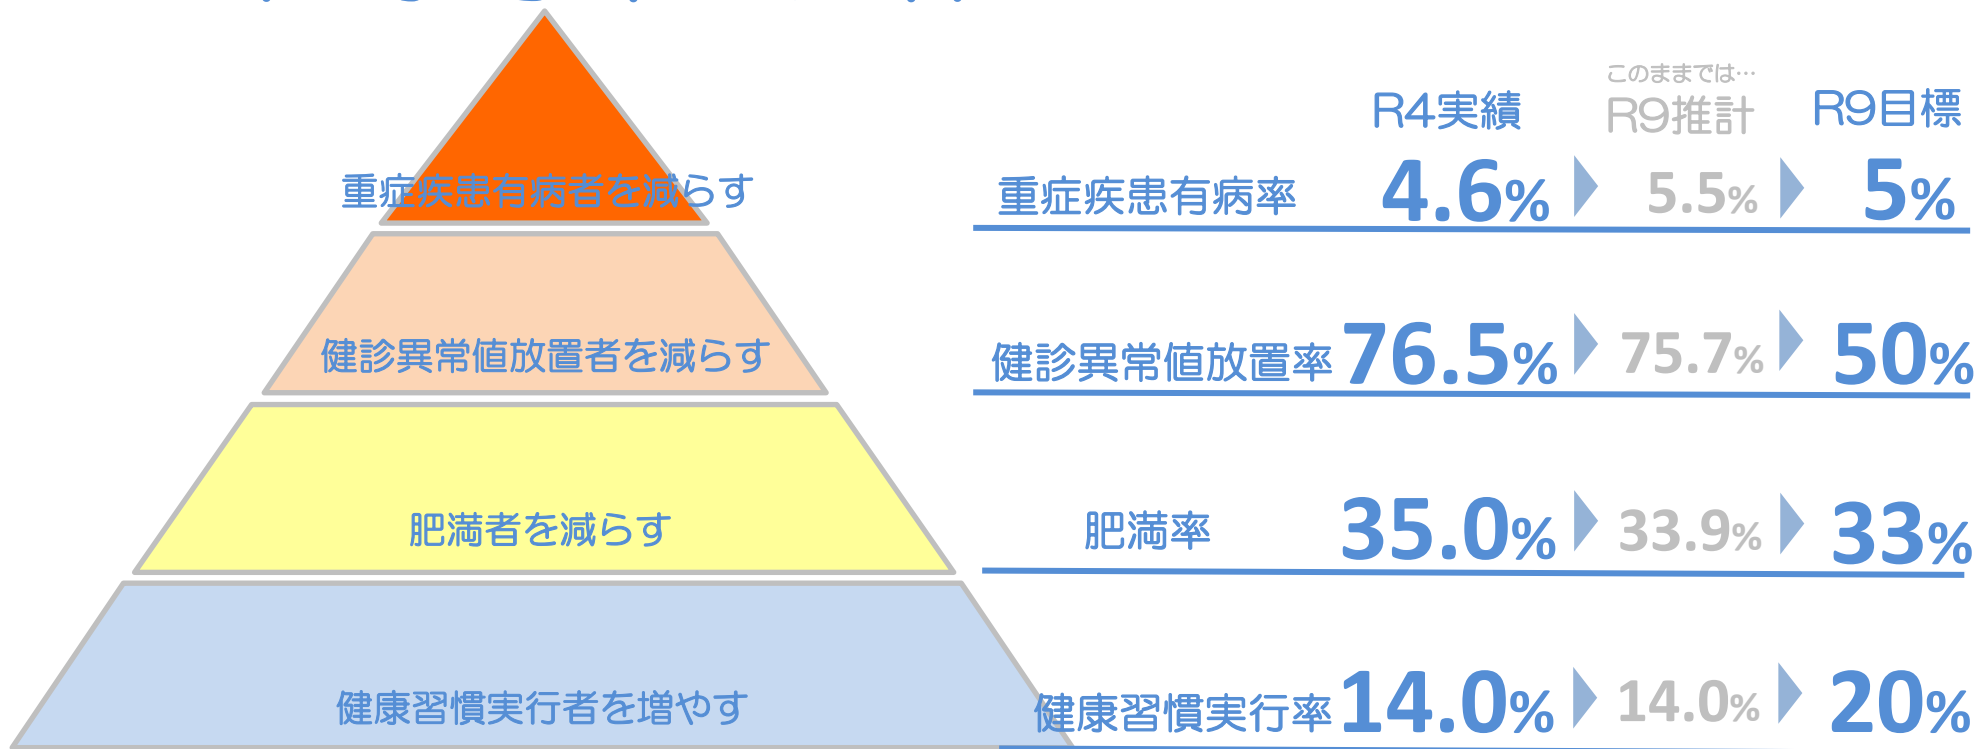 このままでは…
R4実績 R9推計 R9目標
重症疾患有病者を減らす 重症疾患有病率 4.6% 5.5% 5%
健診異常値放置者を減らす 健診異常値放置率 76.5% 75.7% 50%
肥満者を減らす 肥満率 35.0% 33.9% 33%
健康習慣実行者を増やす 健康習慣実行率 14.0% 14.0% 20%